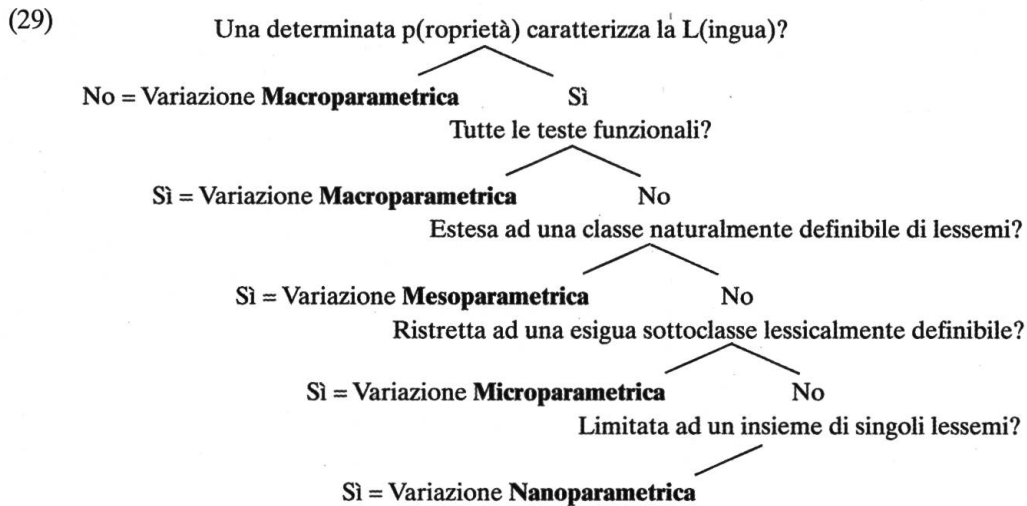 (29)
Una determinata p(roprietà) caratterizza la L(ingua)?
No = Variazione Macroparametrica Sì
Tutte le teste funzionali?
Sì = Variazione Macroparametrica No
Estesa ad una classe naturalmente definibile di lessemi?
Sì = Variazione Mesoparametrica No
Ristretta ad una esigua sottoclasse lessicalmente definibile?
Sì = Variazione Microparametrica No
Limitata ad un insieme di singoli lessemi?
Sì = Variazione Nanoparametrica